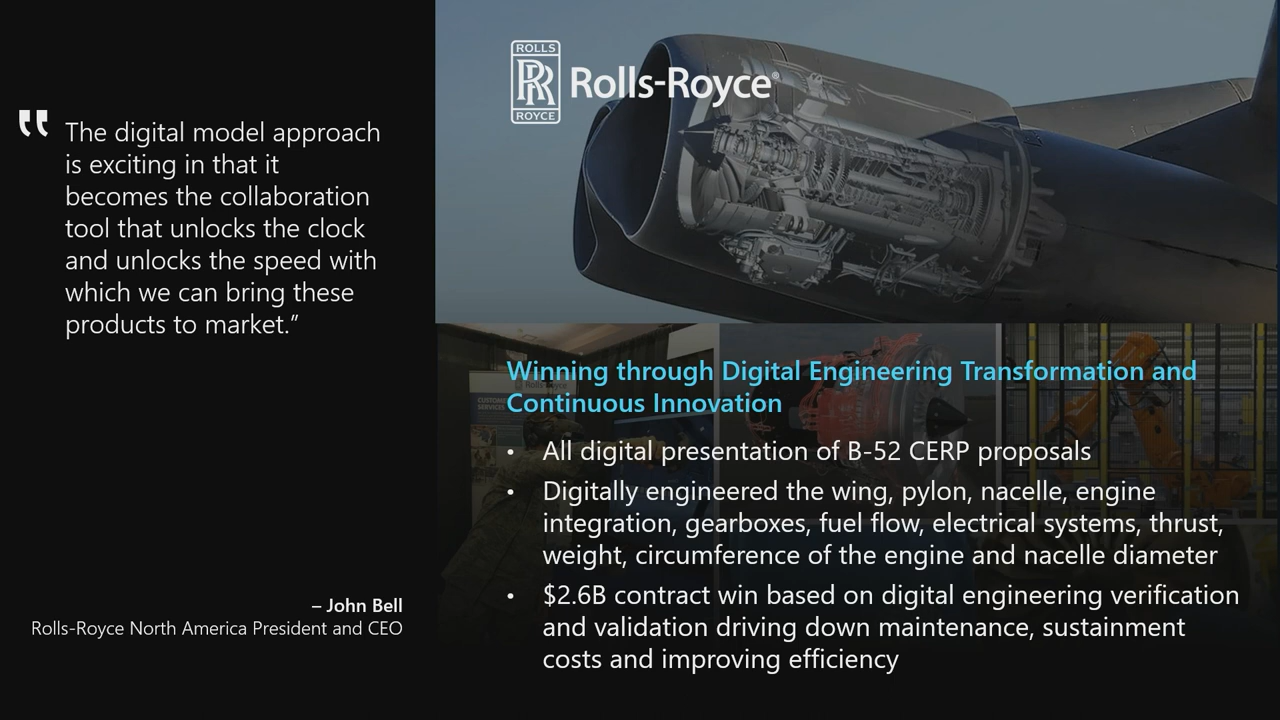 ROLLS
RR
ROYCE
Rolls-Royce®
"
The digital model approach
is exciting in that it
becomes the collaboration
tool that unlocks the clock
and unlocks the speed with
which we can bring these
products to market.”
– John Bell
Rolls-Royce North America President and CEO
Rolls-Royce
CUSTOMER
SERVICES
Winning through Digital Engineering Transformation and
Continuous Innovation
• All digital presentation of B-52 CERP proposals
• Digitally engineered the wing, pylon, nacelle, engine
integration, gearboxes, fuel flow, electrical systems, thrust,
weight, circumference of the engine and nacelle diameter
• $2.6B contract win based on digital engineering verification
and validation driving down maintenance, sustainment
costs and improving efficiency